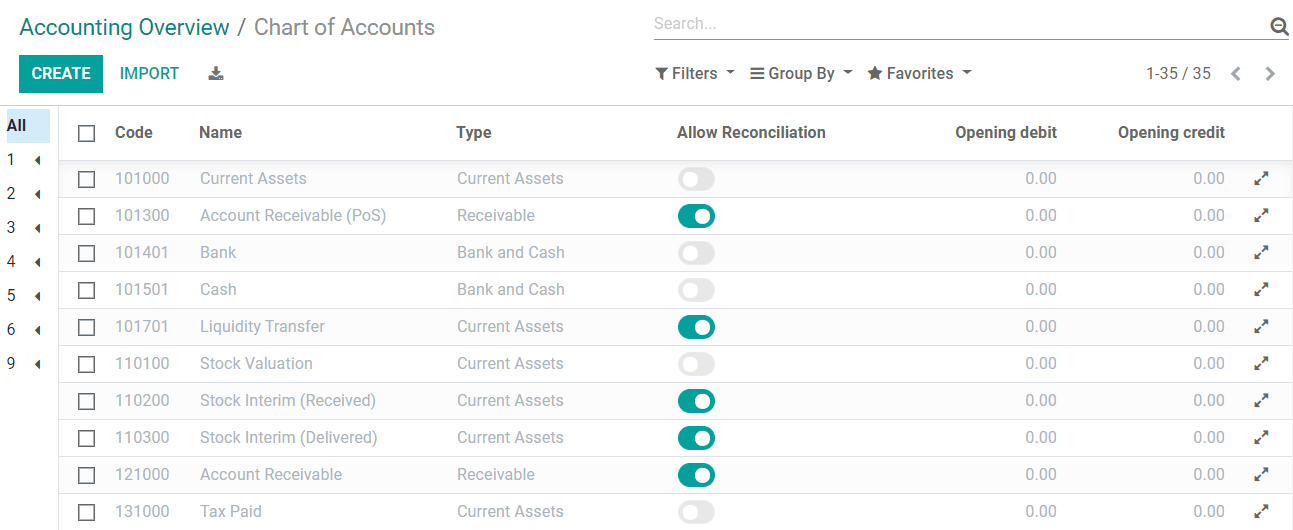 Accounting Overview / Chart of Accounts
Search...
CREATE IMPORT
Filters Group By Favorites 1-35 / 35
All
1
2
3
4
5
6
9
Code Name Type Allow Reconciliation Opening debit Opening credit
101000 Current Assets Current Assets 0.00 0.00
101300 Account Receivable (PoS) Receivable 0.00 0.00
101401 Bank Bank and Cash 0.00 0.00
101501 Cash Bank and Cash 0.00 0.00
101701 Liquidity Transfer Current Assets 0.00 0.00
110100 Stock Valuation Current Assets 0.00 0.00
110200 Stock Interim (Received) Current Assets 0.00 0.00
110300 Stock Interim (Delivered) Current Assets 0.00 0.00
121000 Account Receivable Receivable 0.00 0.00
131000 Tax Paid Current Assets 0.00 0.00